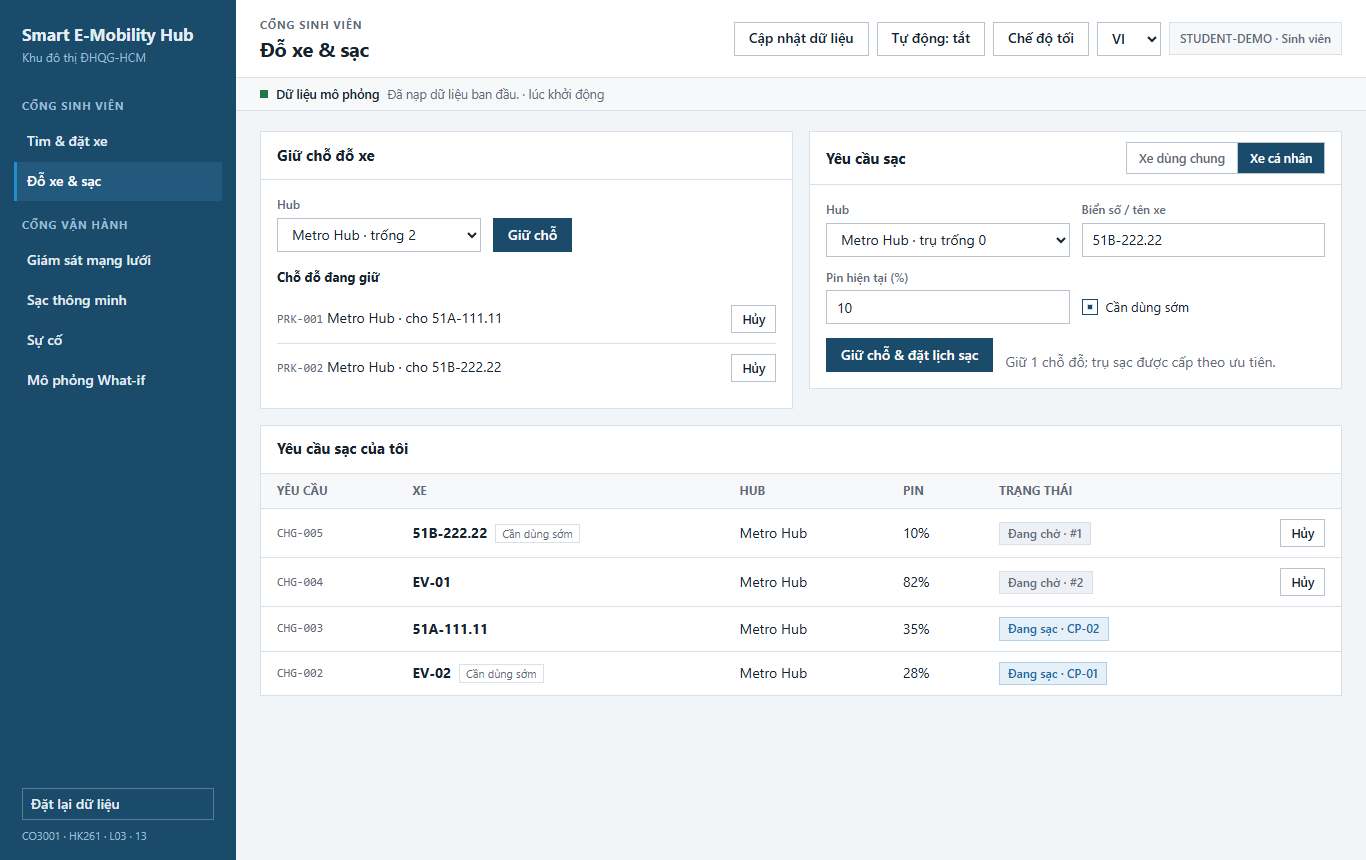 Smart E-Mobility Hub
Khu đô thị ĐHQG-HCM
CỔNG SINH VIÊN
Tìm & đặt xe
Đỗ xe & sạc
CỔNG VẬN HÀNH
Giám sát mạng lưới
Sạc thông minh
Sự cố
Mô phỏng What-if
Đặt lại dữ liệu
CO3001 · HK261 · L03 · 13
CỔNG SINH VIÊN
Đỗ xe & sạc
Cập nhật dữ liệu
Tự động: tắt
Chế độ tối
VI
STUDENT-DEMO · Sinh viên
Dữ liệu mô phỏng Đã nạp dữ liệu ban đầu. · lúc khởi động
Giữ chỗ đỗ xe
Hub
Metro Hub · trống 2
Giữ chỗ
Chỗ đỗ đang giữ
PRK-001 Metro Hub · cho 51A-111.11 Hủy
PRK-002 Metro Hub · cho 51B-222.22 Hủy
Yêu cầu sạc
Xe dùng chung
Xe cá nhân
Hub
Metro Hub · trụ trống 0
Biển số / tên xe
51B-222.22
Pin hiện tại (%)
10
Cần dùng sớm
Giữ chỗ & đặt lịch sạc
Giữ 1 chỗ đỗ; trụ sạc được cấp theo ưu tiên.
Yêu cầu sạc của tôi
YÊU CẦU XE HUB PIN TRẠNG THÁI
CHG-005 51B-222.22 Cần dùng sớm Metro Hub 10% Đang chờ · #1 Hủy
CHG-004 EV-01 Metro Hub 82% Đang chờ · #2 Hủy
CHG-003 51A-111.11 Metro Hub 35% Đang sạc · CP-02
CHG-002 EV-02 Cần dùng sớm Metro Hub 28% Đang sạc · CP-01